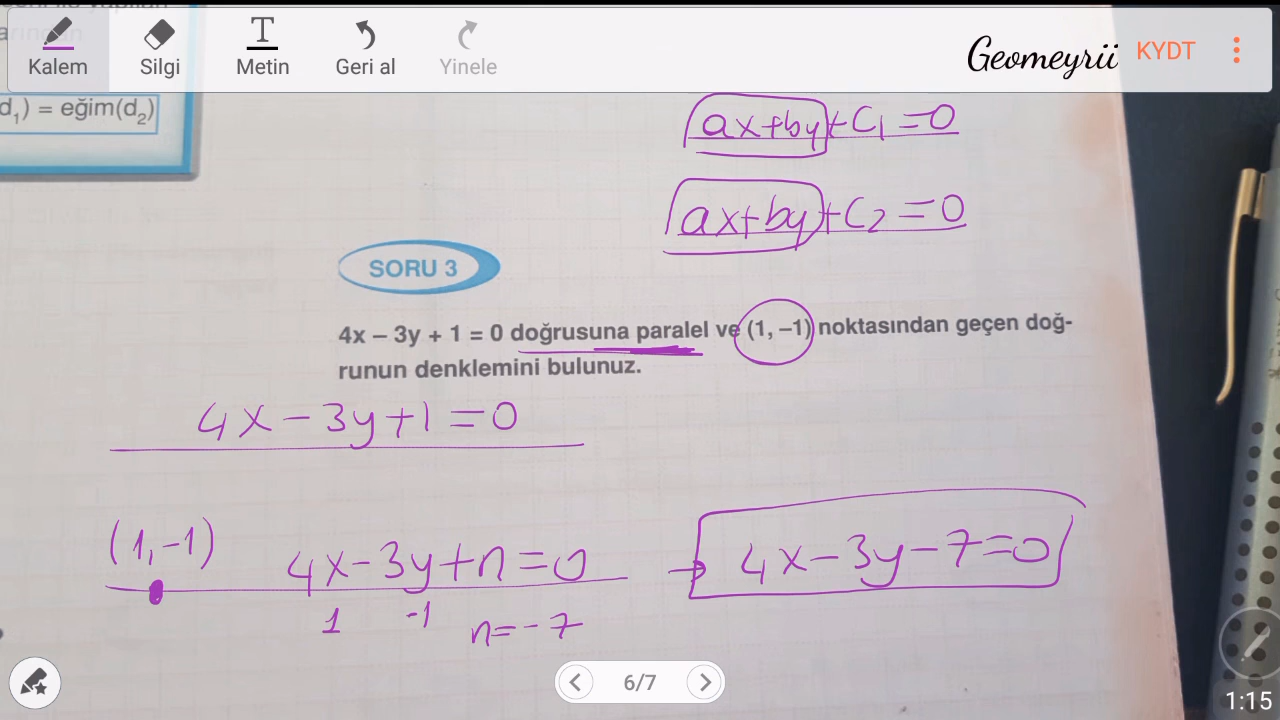 Kalem
Silgi
Metin
Geri al
Yinele
Geomeyrii
KYDT
d₁) = eğim(d₂)
ax+by+C₁=0
ax+by+C₂=0
SORU 3
4x – 3y + 1 = 0 doğrusuna paralel ve (1, –1) noktasından geçen doğ-
runun denklemini bulunuz.
4x-3y+1=0
(1,-1)
4x-3y+n=0
→ 4x-3y-7=0
1
-1
n=-7
6/7
1:15